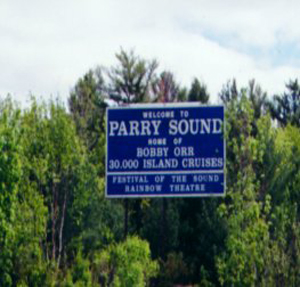 WELCOME TO
PARRY SOUND
HOME OF
BOBBY ORR
30.000 ISLAND CRUISES
FESTIVAL OF THE SOUND
RAINBOW THEATRE